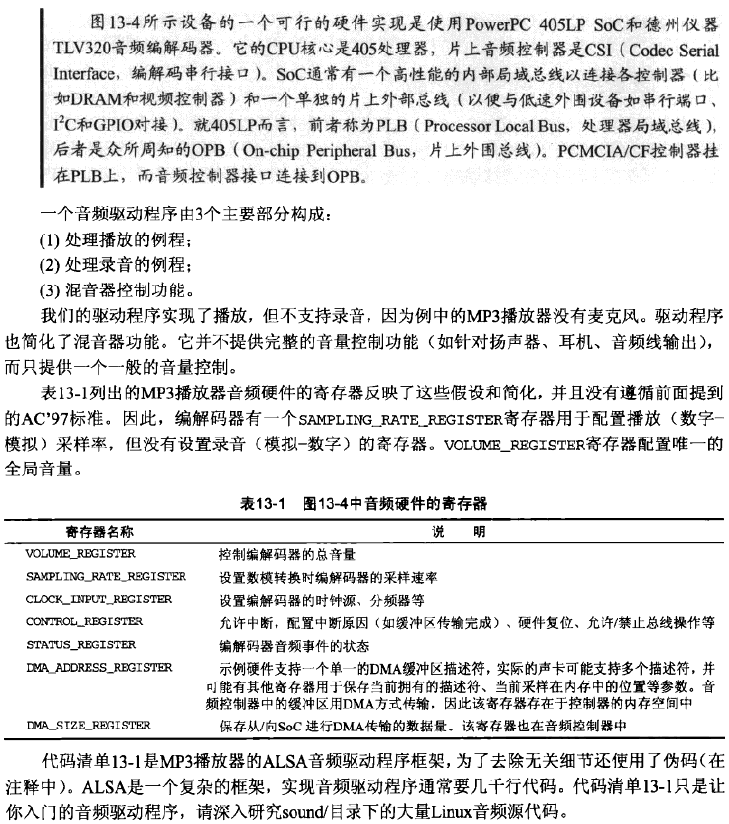 图13-4所示设备的一个可行的硬件实现是使用PowerPC 405LP SoC和德州仪器
TLV320音频编解码器。它的CPU核心是405处理器，片上音频控制器是CSI（Codec Serial
Interface，编解码串行接口）。SoC通常有一个高性能的内部局域总线以连接各控制器（比
如DRAM和视频控制器）和一个单独的片上外部总线（以便与低速外围设备如串行端口、
I²C和GPIO对接）。就405LP而言，前者称为PLB（Processor Local Bus，处理器局域总线），
后者是众所周知的OPB（On-chip Peripheral Bus，片上外围总线）。PCMCIA/CF控制器挂
在PLB上，而音频控制器接口连接到OPB。
一个音频驱动程序由3个主要部分构成：
(1) 处理播放的例程；
(2) 处理录音的例程；
(3) 混音器控制功能。
我们的驱动程序实现了播放，但不支持录音，因为例中的MP3播放器没有麦克风。驱动程序
也简化了混音器功能。它并不提供完整的音量控制功能（如针对扬声器、耳机、音频线输出），
而只提供一个一般的音量控制。
表13-1列出的MP3播放器音频硬件的寄存器反映了这些假设和简化，并且没有遵循前面提到
的AC’97标准。因此，编解码器有一个SAMPLING_RATE_REGISTER寄存器用于配置播放（数字-
模拟）采样率，但没有设置录音（模拟-数字）的寄存器。VOLUME_REGISTER寄存器配置唯一的
全局音量。
表13-1 图13-4中音频硬件的寄存器
寄存器名称 说 明
VOLUME_REGISTER 控制编解码器的总音量
SAMPLING_RATE_REGISTER 设置数模转换时编解码器的采样速率
CLOCK_INPUT_REGISTER 设置编解码器的时钟源、分频器等
CONTROL_REGISTER 允许中断，配置中断原因（如缓冲区传输完成）、硬件复位、允许/禁止总线操作等
STATUS_REGISTER 编解码器音频事件的状态
DMA_ADDRESS_REGISTER 示例硬件支持一个单一的DMA缓冲区描述符，实际的声卡可能支持多个描述符，并
可能有其他寄存器用于保存当前拥有的描述符、当前采样在内存中的位置等参数。音
频控制器中的缓冲区用DMA方式传输，因此该寄存器存在于控制器的内存空间中
DMA_SIZE_REGISTER 保存从/向SoC 进行DMA传输的数据量。该寄存器也在音频控制器中
代码清单13-1是MP3播放器的ALSA音频驱动程序框架，为了去除无关细节还使用了伪码（在
注释中）。ALSA是一个复杂的框架，实现音频驱动程序通常要几千行代码。代码清单13-1只是让
你入门的音频驱动程序，请深入研究sound/目录下的大量Linux音频源代码。